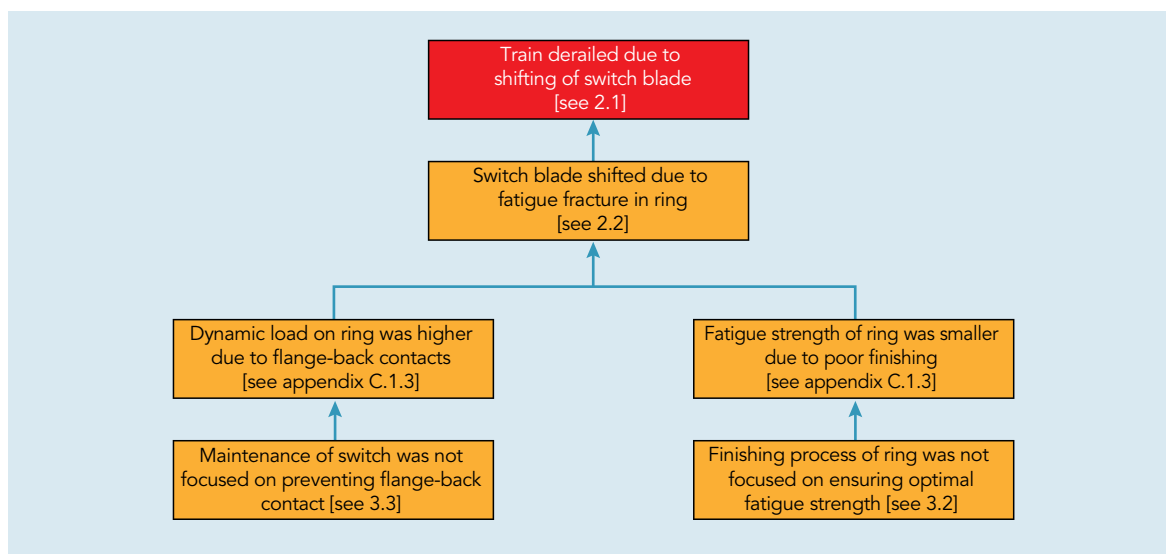 Train derailed due to
shifting of switch blade
[see 2.1]
Switch blade shifted due to
fatigue fracture in ring
[see 2.2]
Dynamic load on ring was higher
due to flange-back contacts
[see appendix C.1.3]
Fatigue strength of ring was smaller
due to poor finishing
[see appendix C.1.3]
Maintenance of switch was not
focused on preventing flange-back
contact [see 3.3]
Finishing process of ring was not
focused on ensuring optimal
fatigue strength [see 3.2]